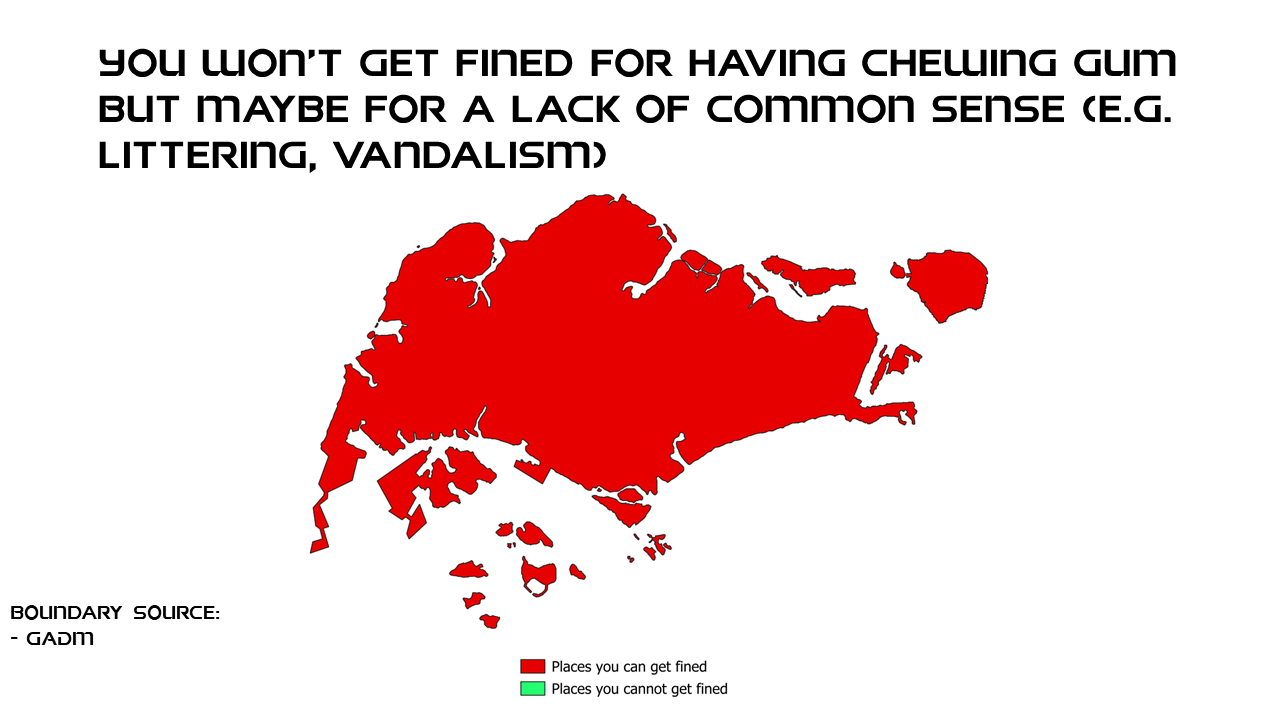 YOU WON'T GET FINED FOR HAVING CHEWING GUM
BUT MAYBE FOR A LACK OF COMMON SENSE (E.G.
LITTERING, VANDALISM)
BOUNDARY SOURCE:
- GADM
Places you can get fined
Places you cannot get fined